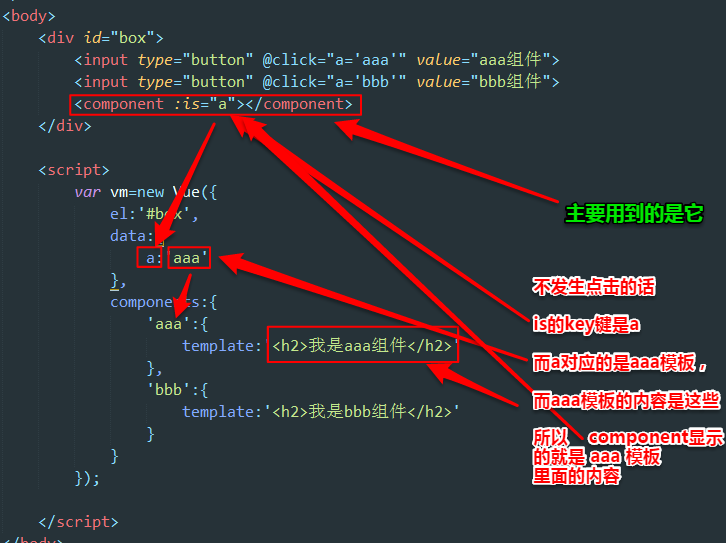 <body>
<div id="box">
<input type="button" @click="a='aaa'" value="aaa组件">
<input type="button" @click="a='bbb'" value="bbb组件">
<component :is="a"></component>
</div>
<script>
var vm=new Vue({
el:'#box',
data:{
a:'aaa'
},
components:{
'aaa':{
template:'<h2>我是aaa组件</h2>'
},
'bbb':{
template:'<h2>我是bbb组件</h2>'
}
}
});
</script>
</body>
主要用到的是它
不发生点击的话
is的key键是a
而a对应的是aaa模板，
而aaa模板的内容是这些
所以 component显示
的就是 aaa 模板
里面的内容